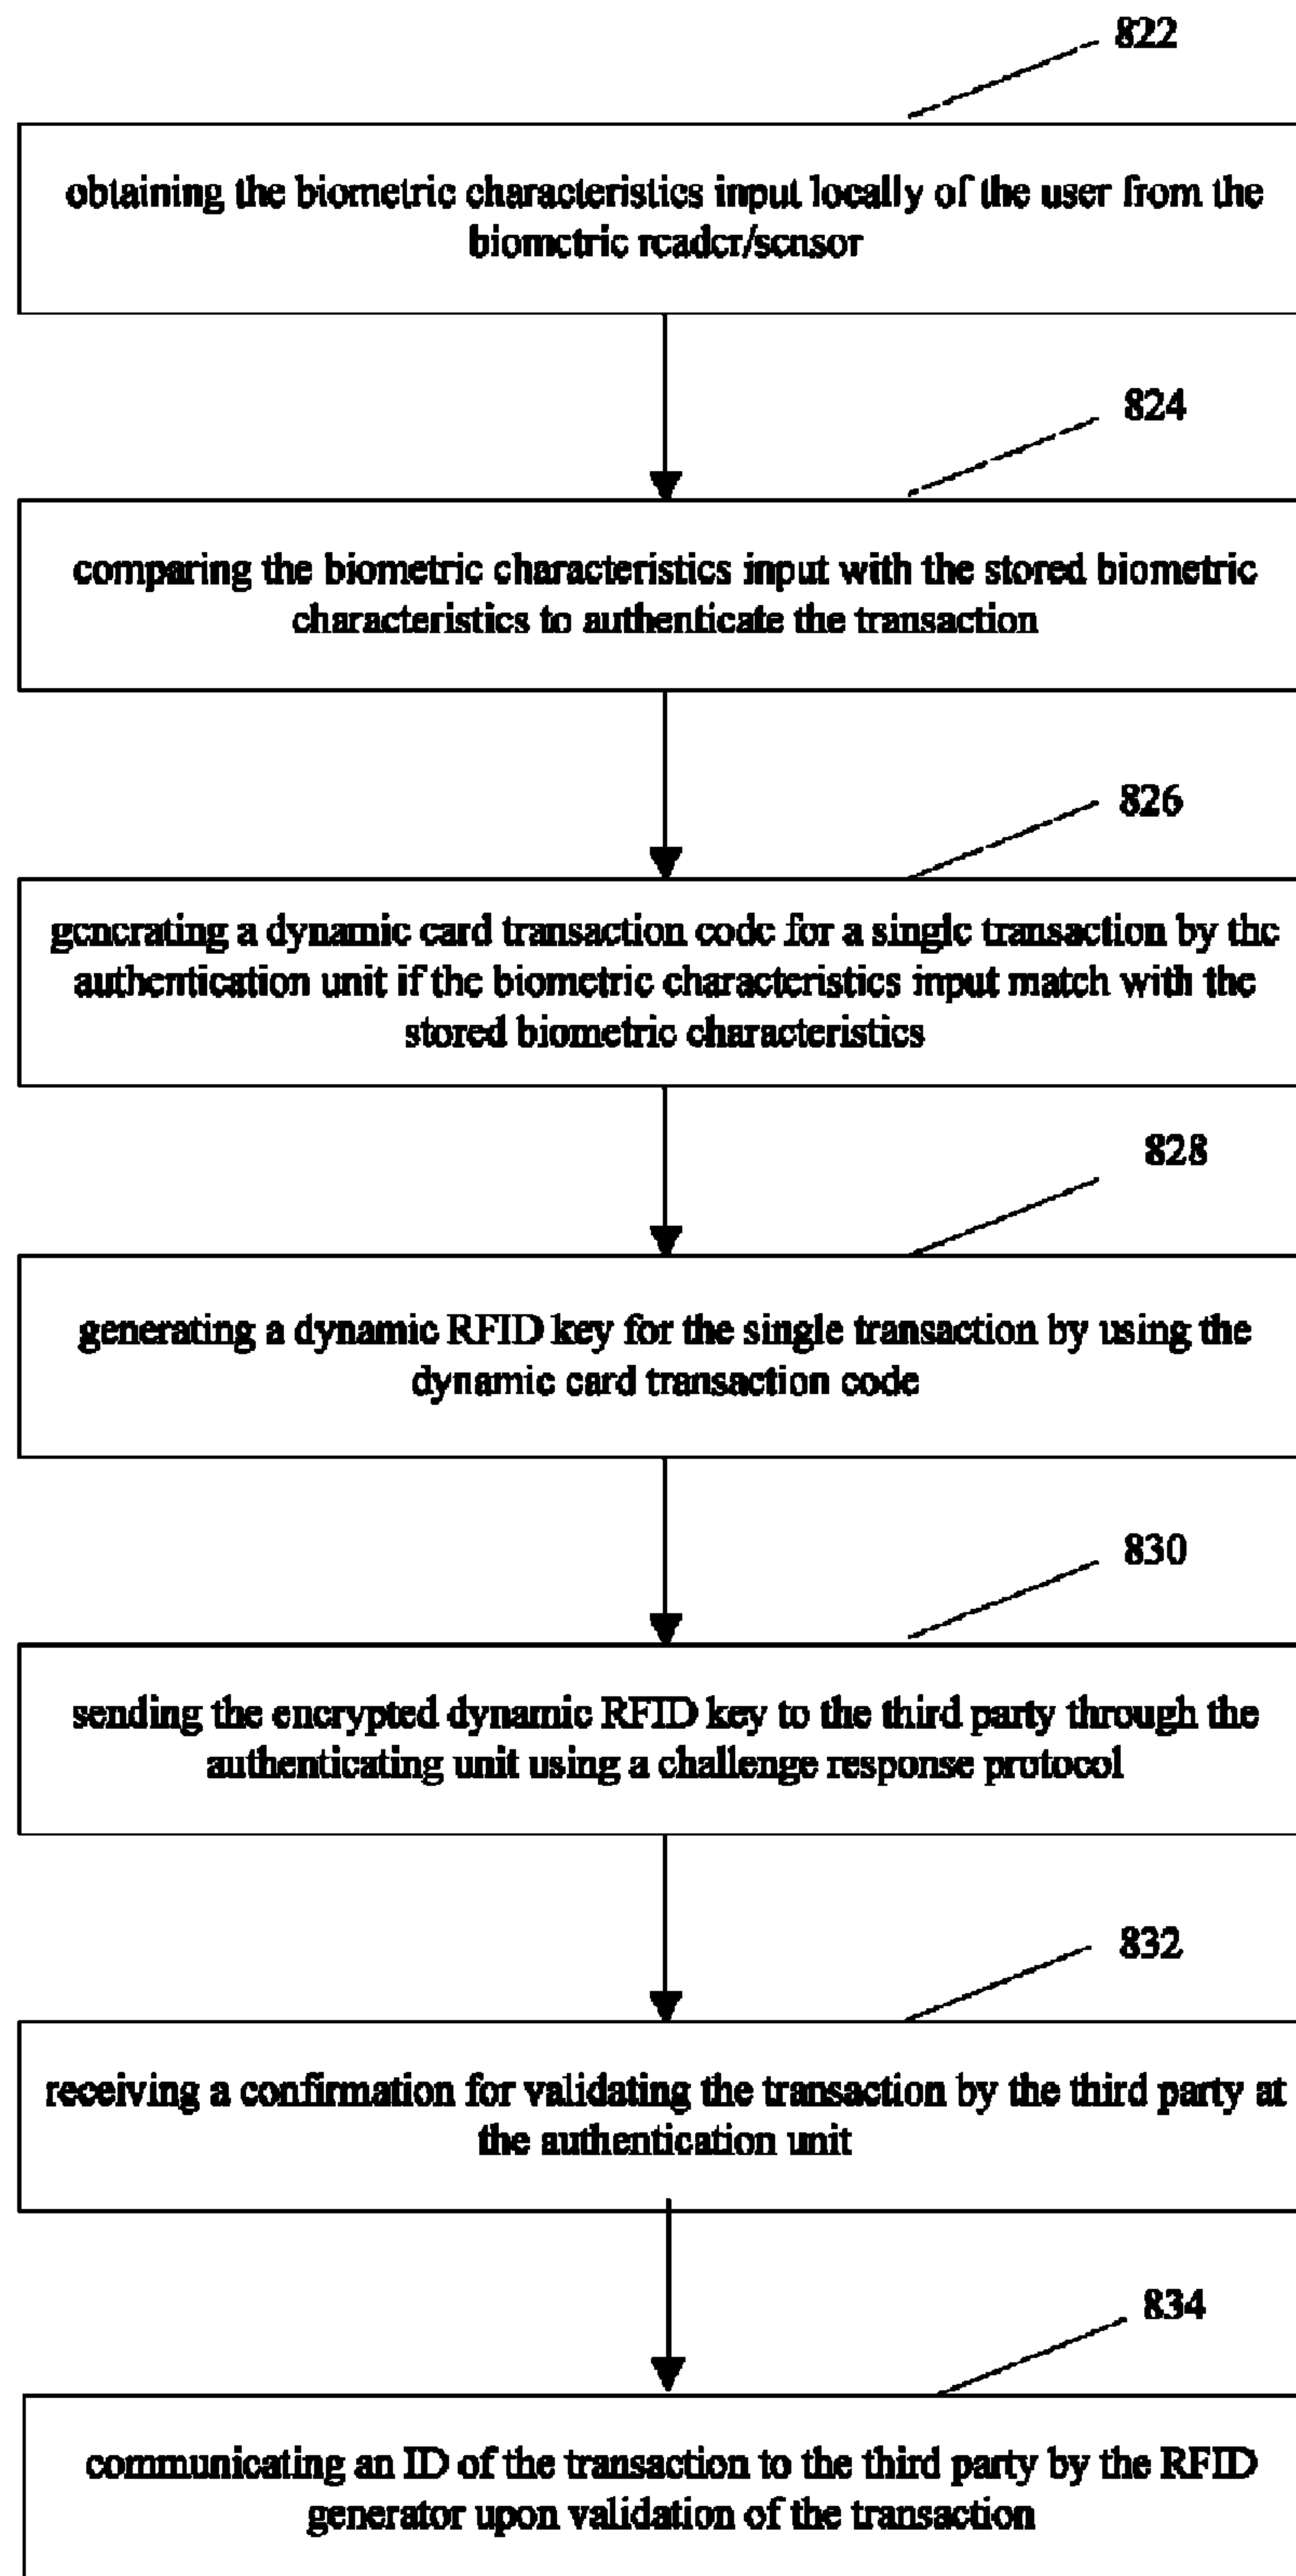 822
obtaining the biometric characteristics input locally of the user from the
biometric reader/sensor
824
comparing the biometric characteristics input with the stored biometric
characteristics to authenticate the transaction
826
generating a dynamic card transaction code for a single transaction by the
authentication unit if the biometric characteristics input match with the
stored biometric characteristics
828
generating a dynamic RFID key for the single transaction by using the
dynamic card transaction code
830
sending the encrypted dynamic RFID key to the third party through the
authenticating unit using a challenge response protocol
832
receiving a confirmation for validating the transaction by the third party at
the authentication unit
834
communicating an ID of the transaction to the third party by the RFID
generator upon validation of the transaction